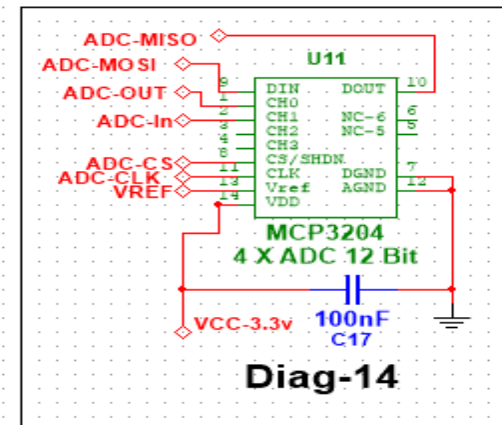 ADC-MISO
U11
ADC-MOSI
9 DIN DOUT 10
ADC-OUT
1 CH0
2 CH1 NC-6 6
ADC-In
3 CH2 NC-5 5
4 CH3
ADC-CS
8 CS/SHDN
ADC-CLK
11 CLK DGND 7
VREF
13 Vref AGND 12
14 VDD
MCP3204
4 X ADC 12 Bit
VCC-3.3v
100nF
C17
Diag-14